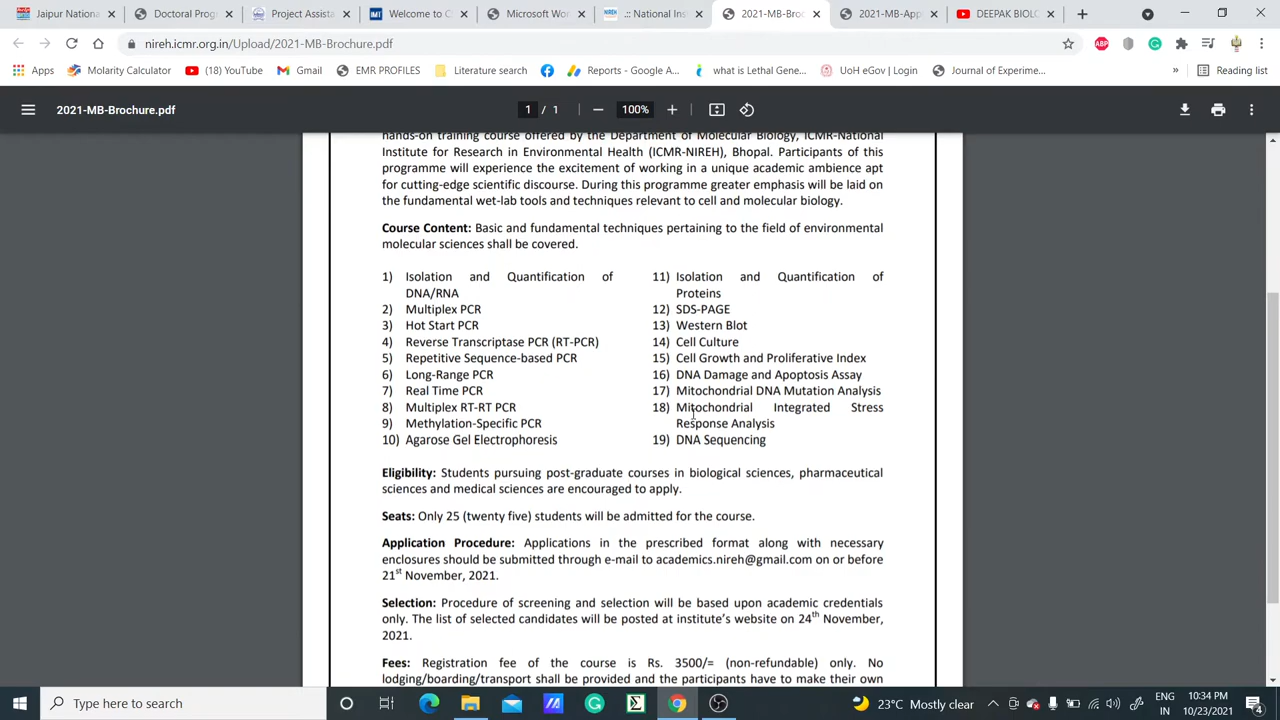 Jaipur Nationa
Doctoral Prog
Project Assista
IMT
Welcome to C
Microsoft Wor
NIREH
.:: National Ins
2021-MB-Broc
2021-MB-App
DEEPAK BIOL
nireh.icmr.org.in/Upload/2021-MB-Brochure.pdf
ABP
Apps
Molarity Calculator
(18) YouTube
Gmail
EMR PROFILES
Literature search
Reports - Google A...
what is Lethal Gene...
UoH eGov | Login
Journal of Experime...
»
Reading list
2021-MB-Brochure.pdf
1 / 1
100%
hands-on training course offered by the Department of Molecular Biology, ICMR-National
Institute for Research in Environmental Health (ICMR-NIREH), Bhopal. Participants of this
programme will experience the excitement of working in a unique academic ambience apt
for cutting-edge scientific discourse. During this programme greater emphasis will be laid on
the fundamental wet-lab tools and techniques relevant to cell and molecular biology.
Course Content: Basic and fundamental techniques pertaining to the field of environmental
molecular sciences shall be covered.
1) Isolation and Quantification of
DNA/RNA
2) Multiplex PCR
3) Hot Start PCR
4) Reverse Transcriptase PCR (RT-PCR)
5) Repetitive Sequence-based PCR
6) Long-Range PCR
7) Real Time PCR
8) Multiplex RT-RT PCR
9) Methylation-Specific PCR
10) Agarose Gel Electrophoresis
11) Isolation and Quantification of
Proteins
12) SDS-PAGE
13) Western Blot
14) Cell Culture
15) Cell Growth and Proliferative Index
16) DNA Damage and Apoptosis Assay
17) Mitochondrial DNA Mutation Analysis
18) Mitochondrial Integrated Stress
Response Analysis
19) DNA Sequencing
Eligibility: Students pursuing post-graduate courses in biological sciences, pharmaceutical
sciences and medical sciences are encouraged to apply.
Seats: Only 25 (twenty five) students will be admitted for the course.
Application Procedure: Applications in the prescribed format along with necessary
enclosures should be submitted through e-mail to academics.nireh@gmail.com on or before
21st November, 2021.
Selection: Procedure of screening and selection will be based upon academic credentials
only. The list of selected candidates will be posted at institute's website on 24th November,
2021.
Fees: Registration fee of the course is Rs. 3500/= (non-refundable) only. No
lodging/boarding/transport shall be provided and the participants have to make their own
Type here to search
23°C Mostly clear
ENG
IN
10:34 PM
10/23/2021
4